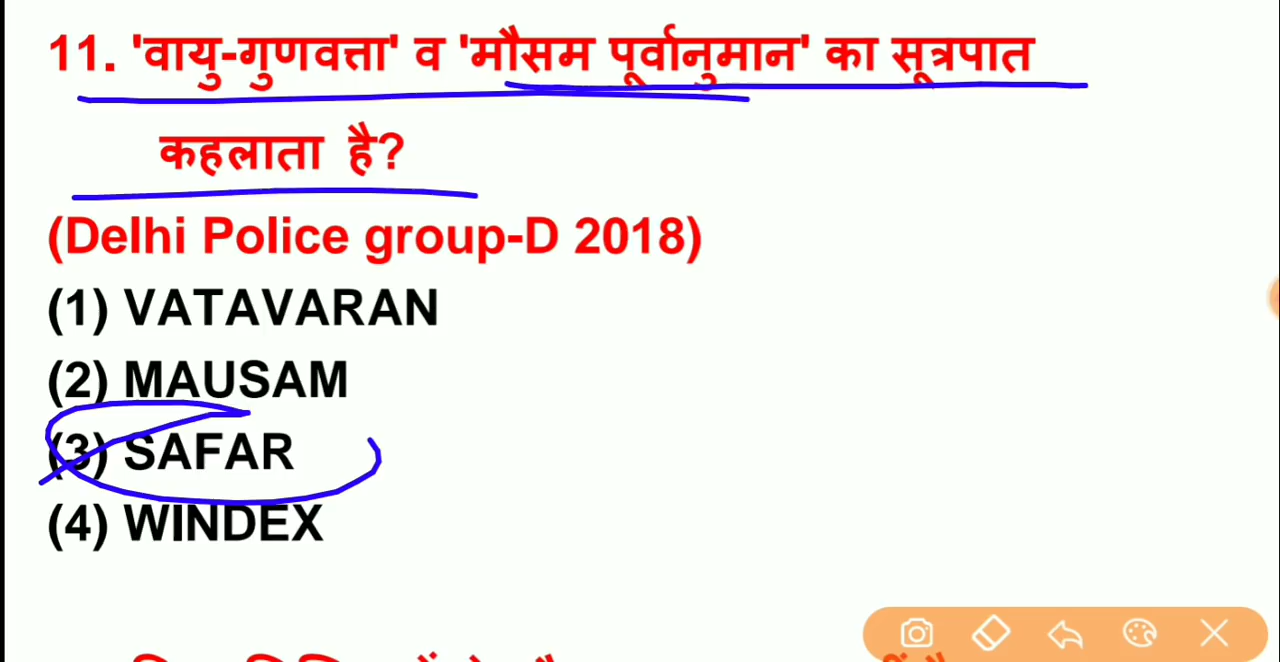 11. 'वायु-गुणवत्ता' व 'मौसम पूर्वानुमान' का सूत्रपात
कहलाता है?
(Delhi Police group-D 2018)
(1) VATAVARAN
(2) MAUSAM
(3) SAFAR
(4) WINDEX